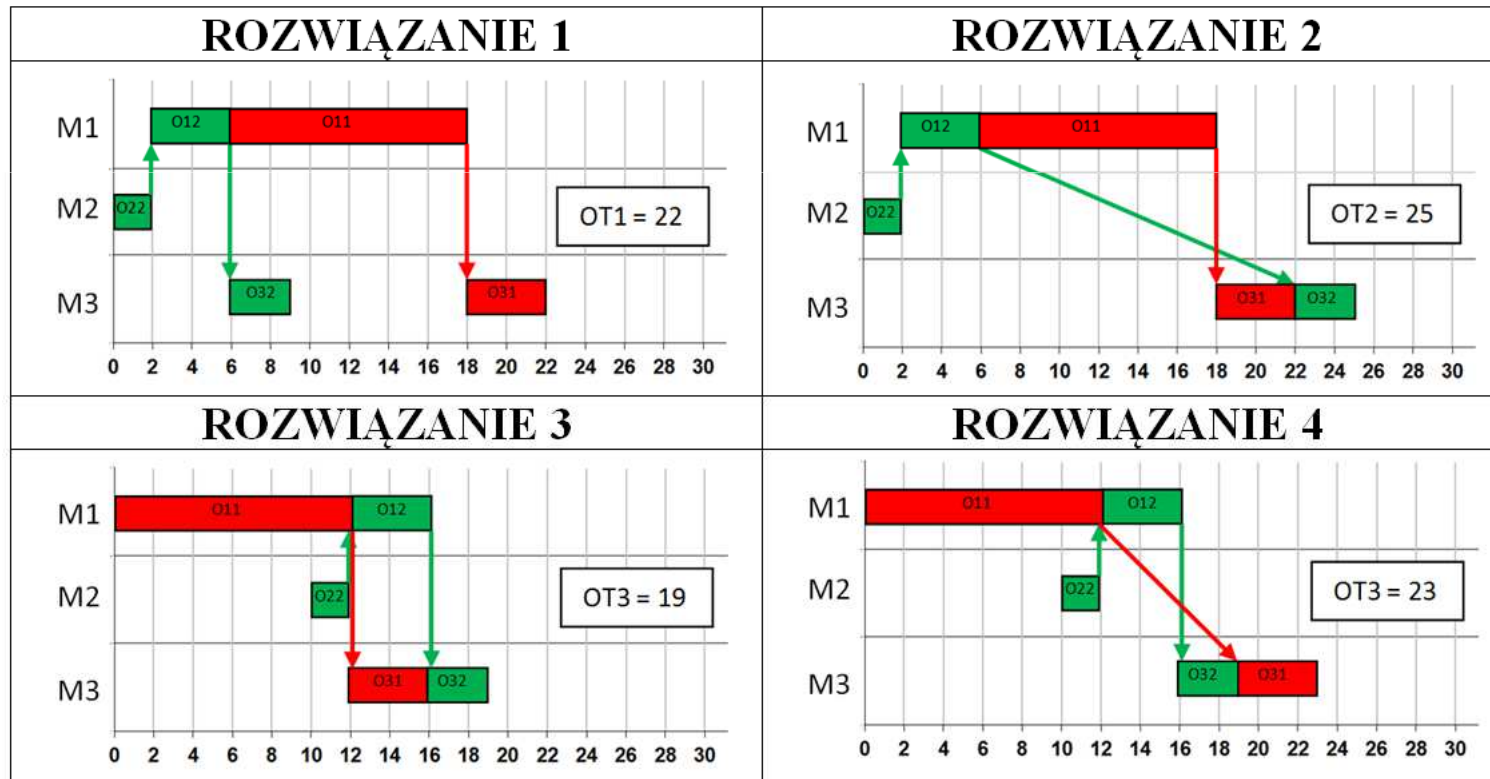 ROZWIĄZANIE 1
M1
O12
O11
M2
O22
OT1 = 22
M3
O32
O31
0 2 4 6 8 10 12 14 16 18 20 22 24 26 28 30
ROZWIĄZANIE 2
M1
O12
O11
M2
O22
OT2 = 25
M3
O31
O32
0 2 4 6 8 10 12 14 16 18 20 22 24 26 28 30
ROZWIĄZANIE 3
M1
O11
O12
M2
O22
OT3 = 19
M3
O31
O32
0 2 4 6 8 10 12 14 16 18 20 22 24 26 28 30
ROZWIĄZANIE 4
M1
O11
O12
M2
O22
OT3 = 23
M3
O32
O31
0 2 4 6 8 10 12 14 16 18 20 22 24 26 28 30